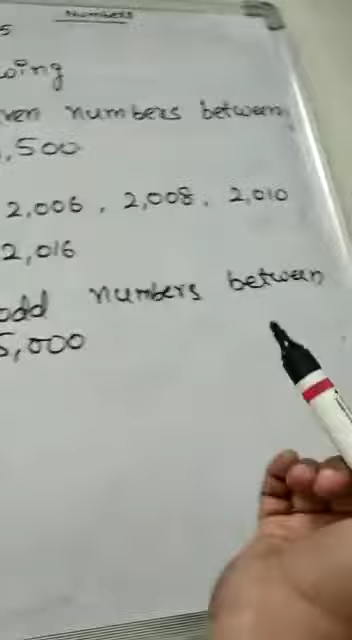 Numbers
5
wing
ven numbers between
,500
2,006, 2,008, 2,010
2,016
odd numbers between
5,000